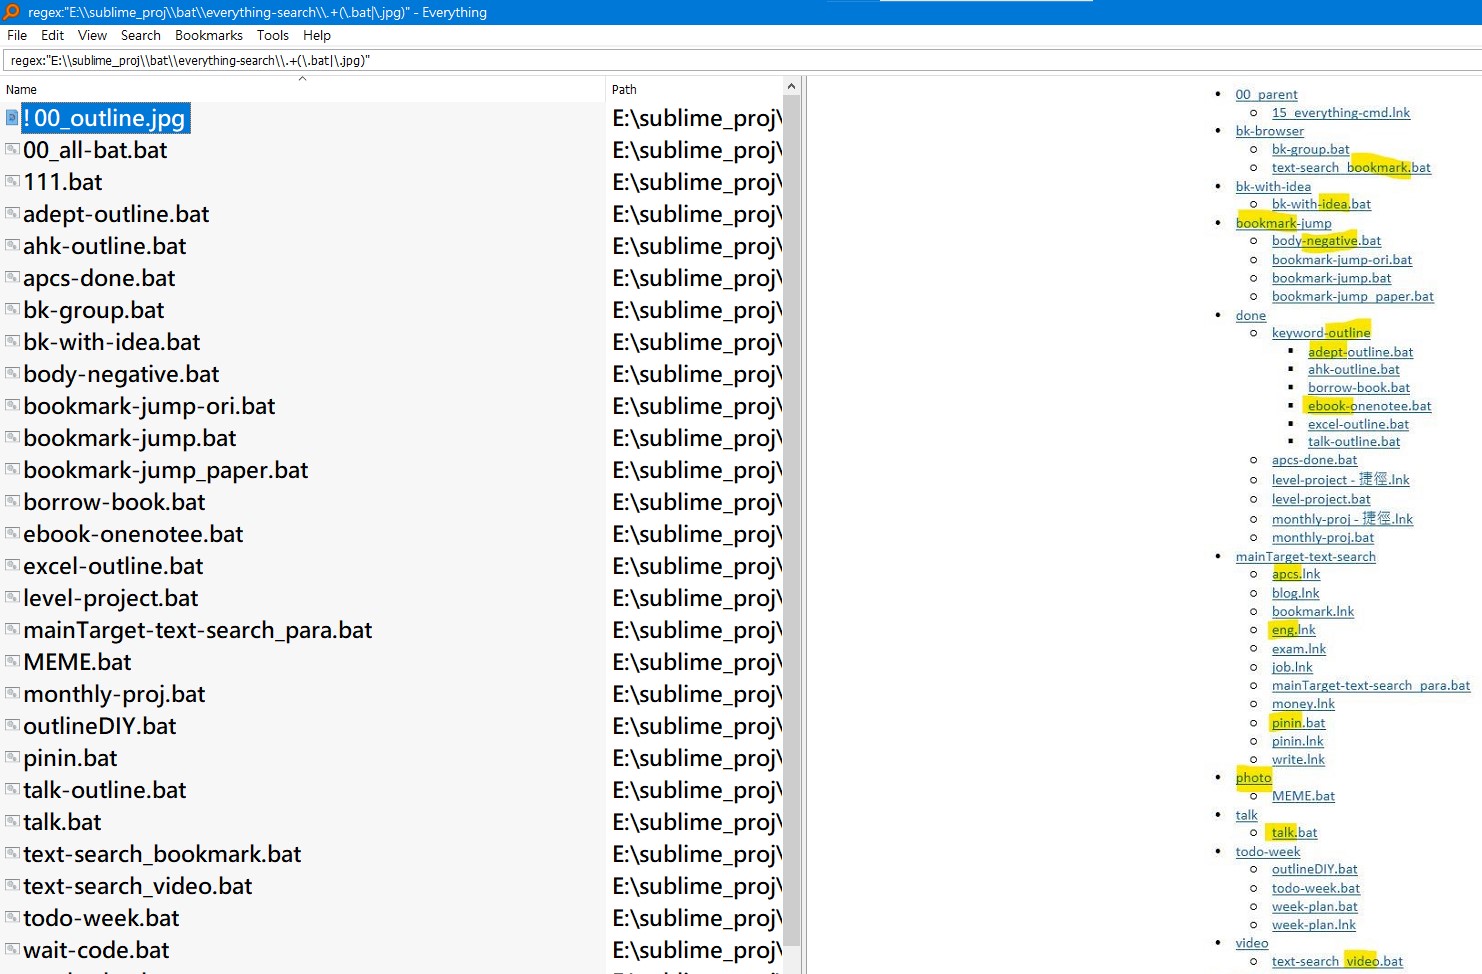 regex:"E:\\sublime_proj\\bat\\everything-search\\.+(\.bat|\.jpg)" - Everything
File Edit View Search Bookmarks Tools Help
regex:"E:\\sublime_proj\\bat\\everything-search\\.+(\.bat|\.jpg)"
Name Path
!00_outline.jpg E:\sublime_proj\
00_all-bat.bat E:\sublime_proj\
111.bat E:\sublime_proj\
adept-outline.bat E:\sublime_proj\
ahk-outline.bat E:\sublime_proj\
apcs-done.bat E:\sublime_proj\
bk-group.bat E:\sublime_proj\
bk-with-idea.bat E:\sublime_proj\
body-negative.bat E:\sublime_proj\
bookmark-jump-ori.bat E:\sublime_proj\
bookmark-jump.bat E:\sublime_proj\
bookmark-jump_paper.bat E:\sublime_proj\
borrow-book.bat E:\sublime_proj\
ebook-onenotee.bat E:\sublime_proj\
excel-outline.bat E:\sublime_proj\
level-project.bat E:\sublime_proj\
mainTarget-text-search_para.bat E:\sublime_proj\
MEME.bat E:\sublime_proj\
monthly-proj.bat E:\sublime_proj\
outlineDIY.bat E:\sublime_proj\
pinin.bat E:\sublime_proj\
talk-outline.bat E:\sublime_proj\
talk.bat E:\sublime_proj\
text-search_bookmark.bat E:\sublime_proj\
text-search_video.bat E:\sublime_proj\
todo-week.bat E:\sublime_proj\
wait-code.bat E:\sublime_proj\
00_parent
15_everything-cmd.lnk
bk-browser
bk-group.bat
text-search_bookmark.bat
bk-with-idea
bk-with-idea.bat
bookmark-jump
body-negative.bat
bookmark-jump-ori.bat
bookmark-jump.bat
bookmark-jump_paper.bat
done
keyword-outline
adept-outline.bat
ahk-outline.bat
borrow-book.bat
ebook-onenotee.bat
excel-outline.bat
talk-outline.bat
apcs-done.bat
level-project - 捷徑.lnk
level-project.bat
monthly-proj - 捷徑.lnk
monthly-proj.bat
mainTarget-text-search
apcs.lnk
blog.lnk
bookmark.lnk
eng.lnk
exam.lnk
job.lnk
mainTarget-text-search_para.bat
money.lnk
pinin.bat
pinin.lnk
write.lnk
photo
MEME.bat
talk
talk.bat
todo-week
outlineDIY.bat
todo-week.bat
week-plan.bat
week-plan.lnk
video
text-search_video.bat